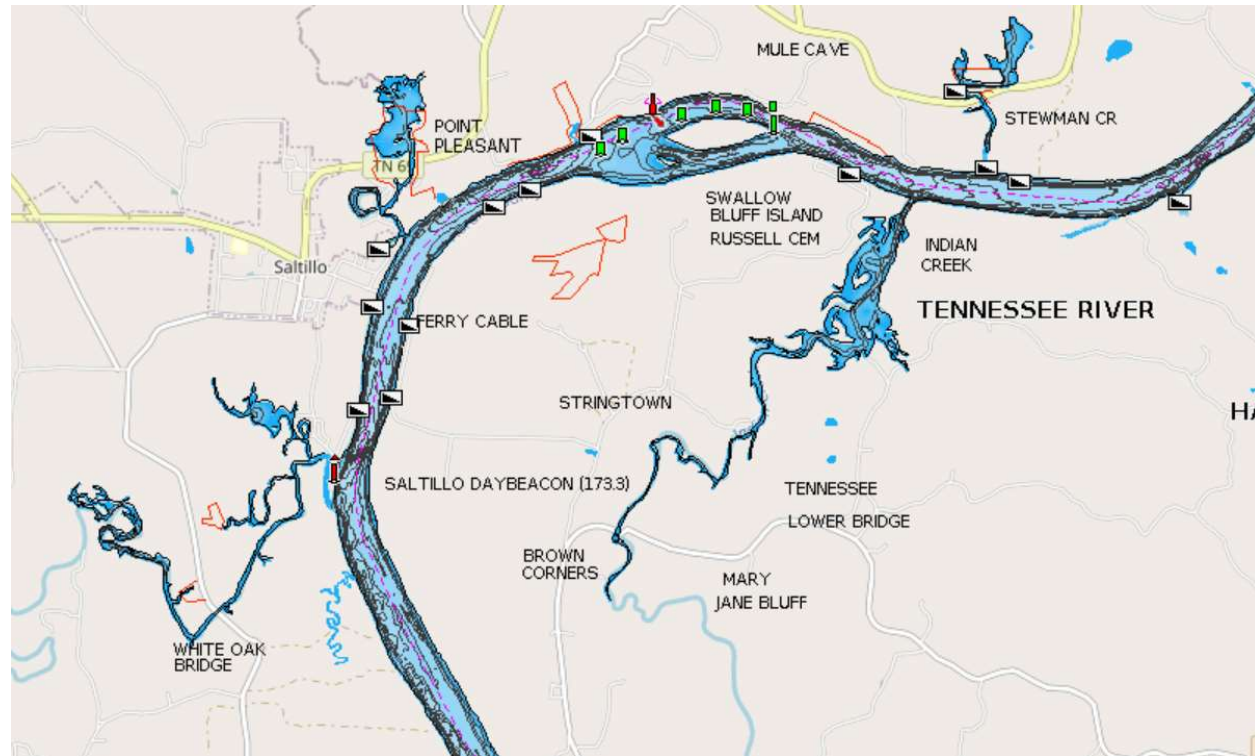 MULE CAVE
STEWMAN CR
POINT
PLEASANT
TN 6
SWALLOW
BLUFF ISLAND
RUSSELL CEM
INDIAN
CREEK
Saltillo
FERRY CABLE
TENNESSEE RIVER
STRINGTOWN
HA
SALTILLO DAYBEACON (173.3)
TENNESSEE
LOWER BRIDGE
BROWN
CORNERS
MARY
JANE BLUFF
WHITE OAK
BRIDGE